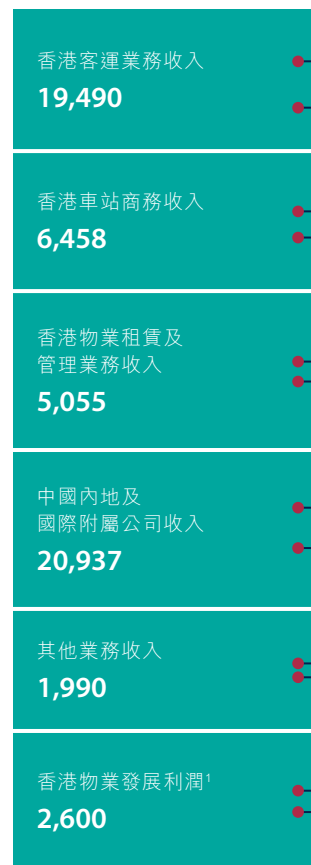 香港客運業務收入
19,490
香港車站商務收入
6,458
香港物業租賃及
管理業務收入
5,055
中國內地及
國際附屬公司收入
20,937
其他業務收入
1,990
香港物業發展利潤¹
2,600